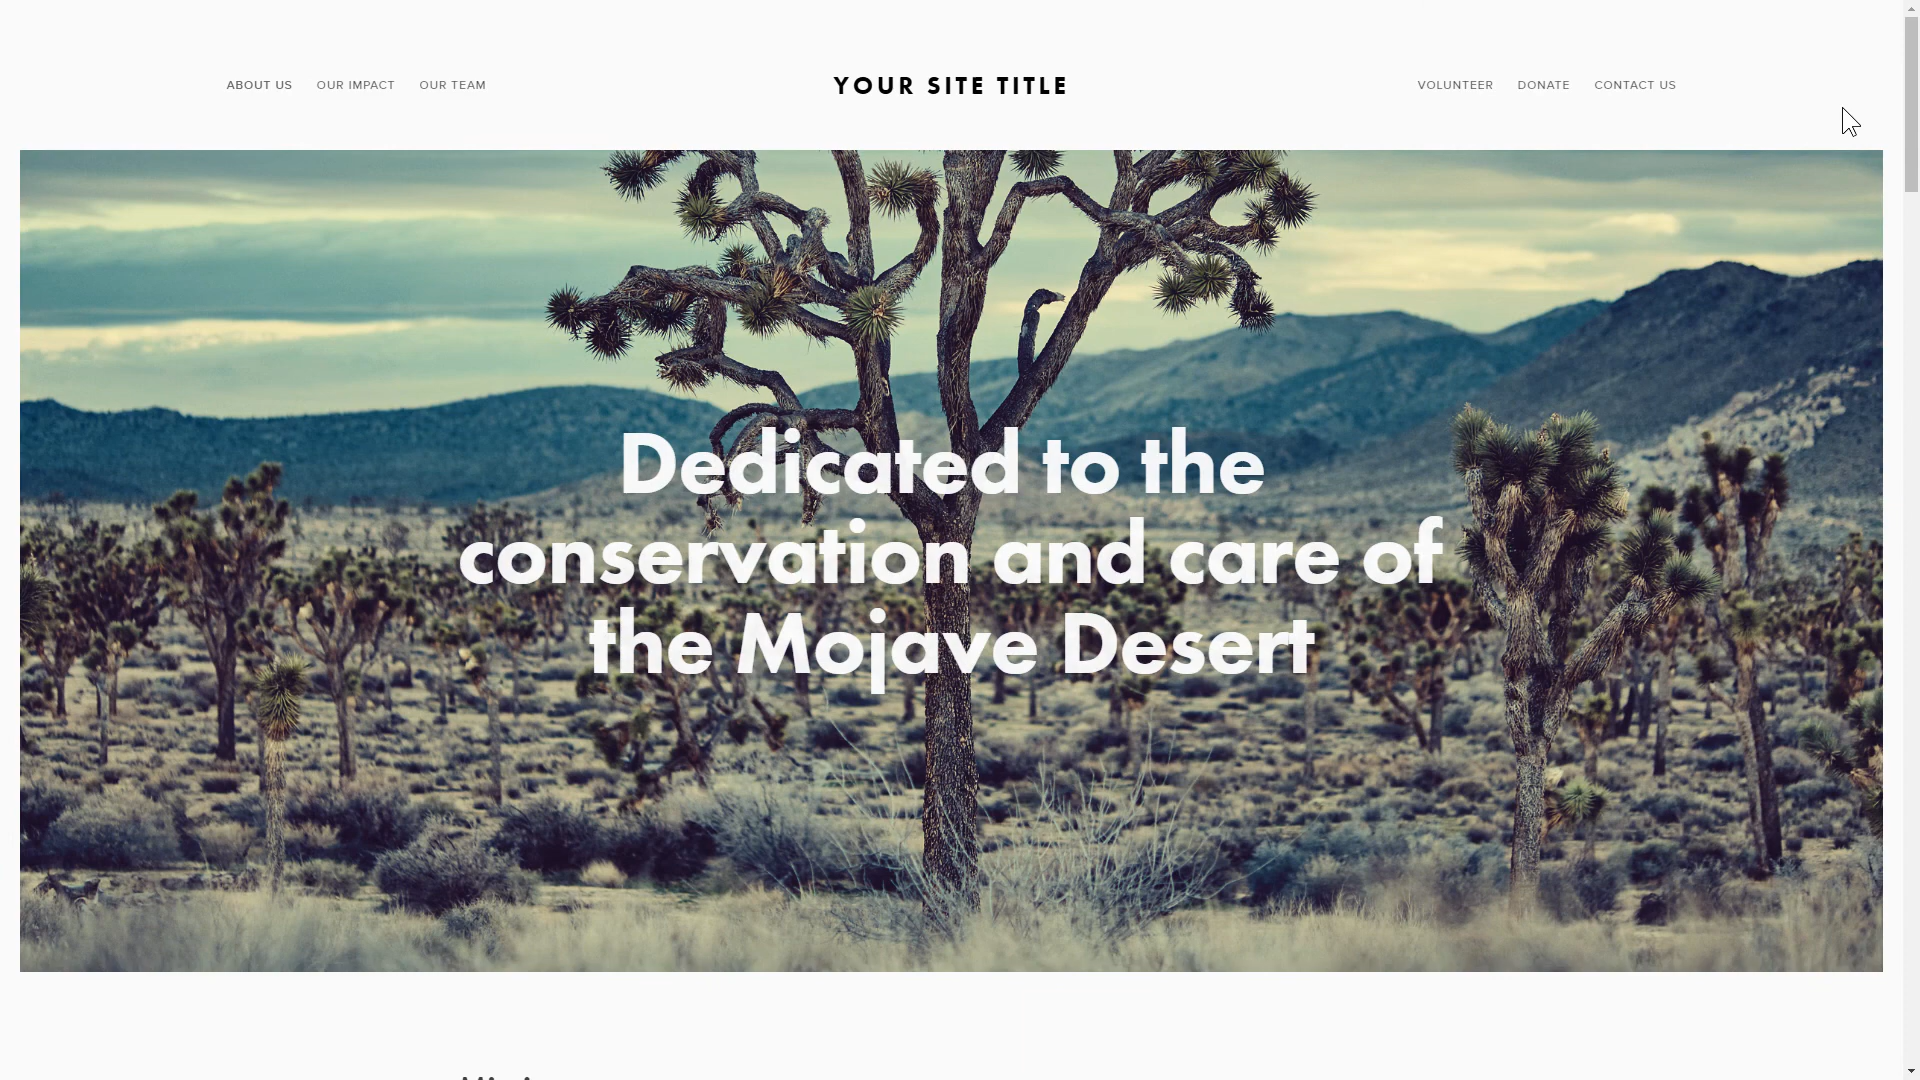 ABOUT US OUR IMPACT OUR TEAM YOUR SITE TITLE VOLUNTEER DONATE CONTACT US
Dedicated to the
conservation and care of
the Mojave Desert